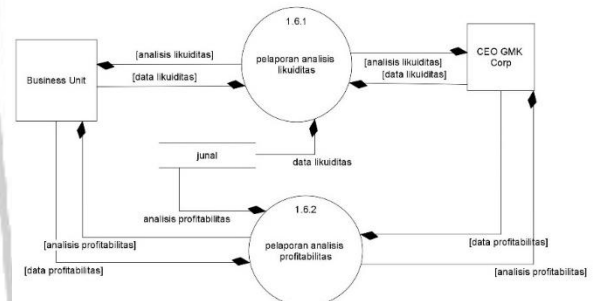 1.6.1
pelaporan analisis
likuiditas
Business Unit
[analisis likuiditas]
[data likuiditas]
[analisis likuiditas]
[data likuiditas]
CEO GMK
Corp
junal
data likuiditas
analisis profitabilitas
1.6.2
pelaporan analisis
profitabilitas
[analisis profitabilitas]
[data profitabilitas]
[data profitabilitas]
[analisis profitabilitas]